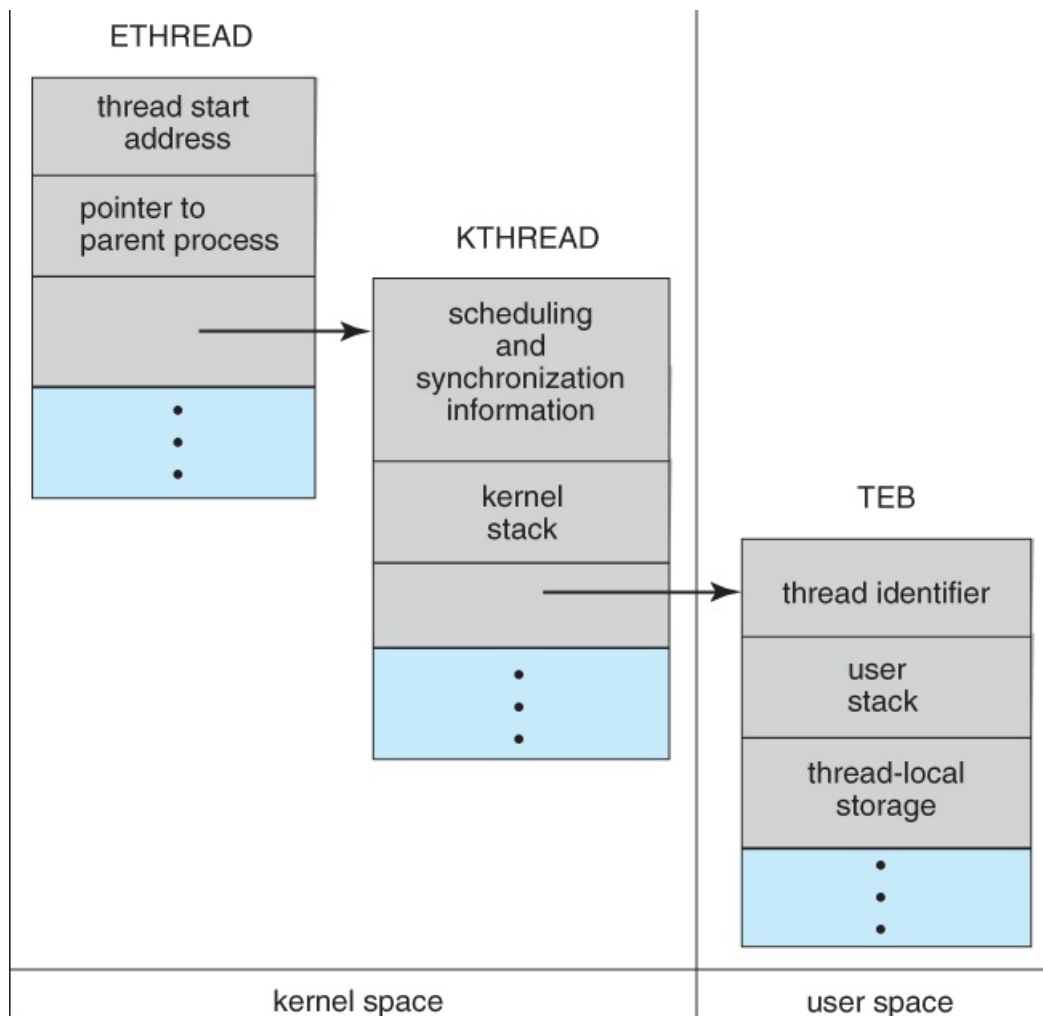 ETHREAD
thread start
address
pointer to
parent process
KTHREAD
scheduling
and
synchronization
information
kernel
stack
TEB
thread identifier
user
stack
thread-local
storage
kernel space
user space